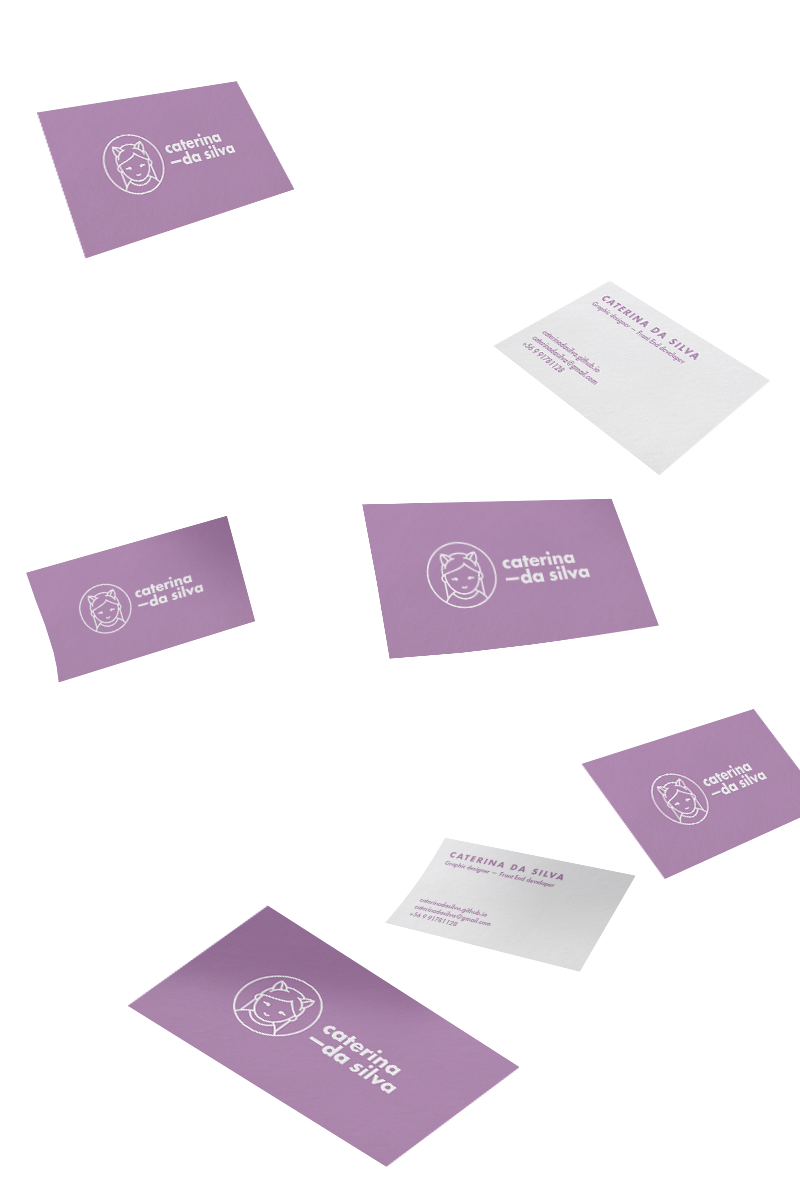 caterina
—da silva
CATERINA DA SILVA
Graphic designer — Front End developer
caterinadasilva.github.io
caterinadasilva@gmail.com
+56 9 91781128
caterina
—da silva
caterina
—da silva
caterina
—da silva
CATERINA DA SILVA
Graphic designer — Front End developer
caterinadasilva.github.io
caterinadasilva@gmail.com
+56 9 91781128
caterina
—da silva